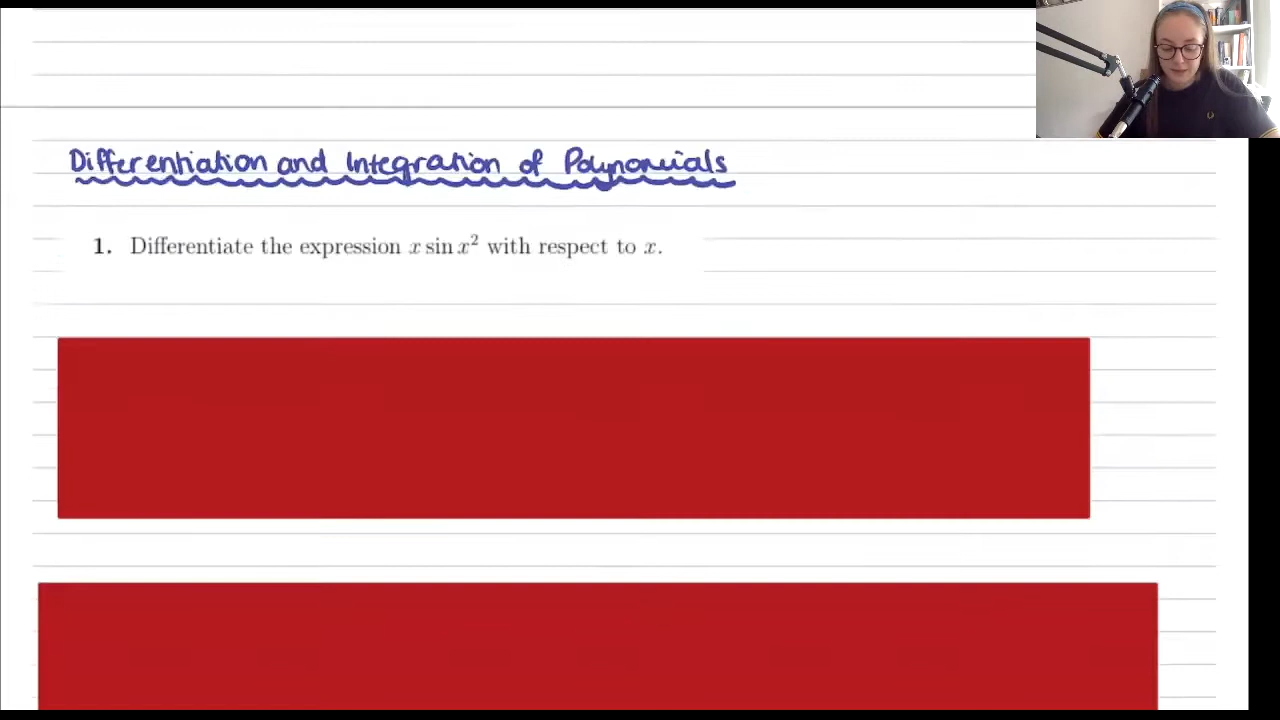 Differentiation and Integration of Polynomials
1. Differentiate the expression x sin x² with respect to x.